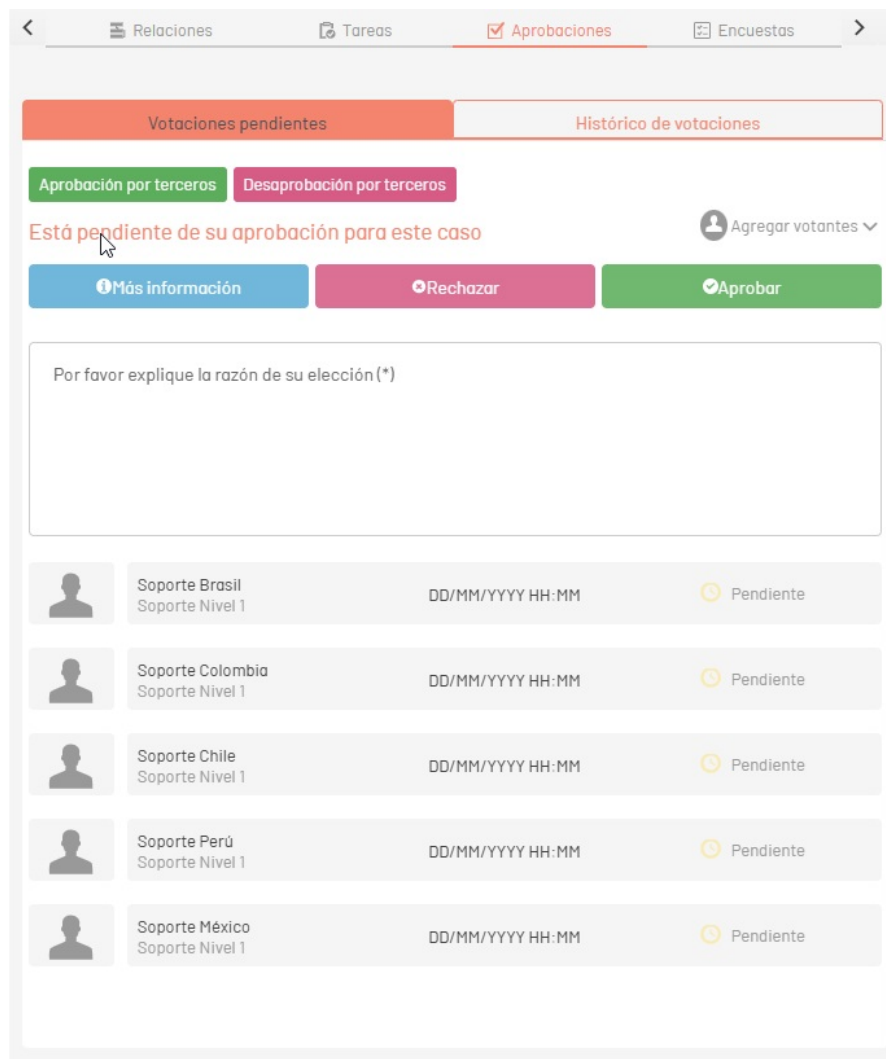 Relaciones Tareas Aprobaciones Encuestas
Votaciones pendientes Histórico de votaciones
Aprobación por terceros Desaprobación por terceros
Está pendiente de su aprobación para este caso Agregar votantes
Más información Rechazar Aprobar
Por favor explique la razón de su elección (*)
Soporte Brasil
Soporte Nivel 1 DD/MM/YYYY HH:MM Pendiente
Soporte Colombia
Soporte Nivel 1 DD/MM/YYYY HH:MM Pendiente
Soporte Chile
Soporte Nivel 1 DD/MM/YYYY HH:MM Pendiente
Soporte Perú
Soporte Nivel 1 DD/MM/YYYY HH:MM Pendiente
Soporte México
Soporte Nivel 1 DD/MM/YYYY HH:MM Pendiente